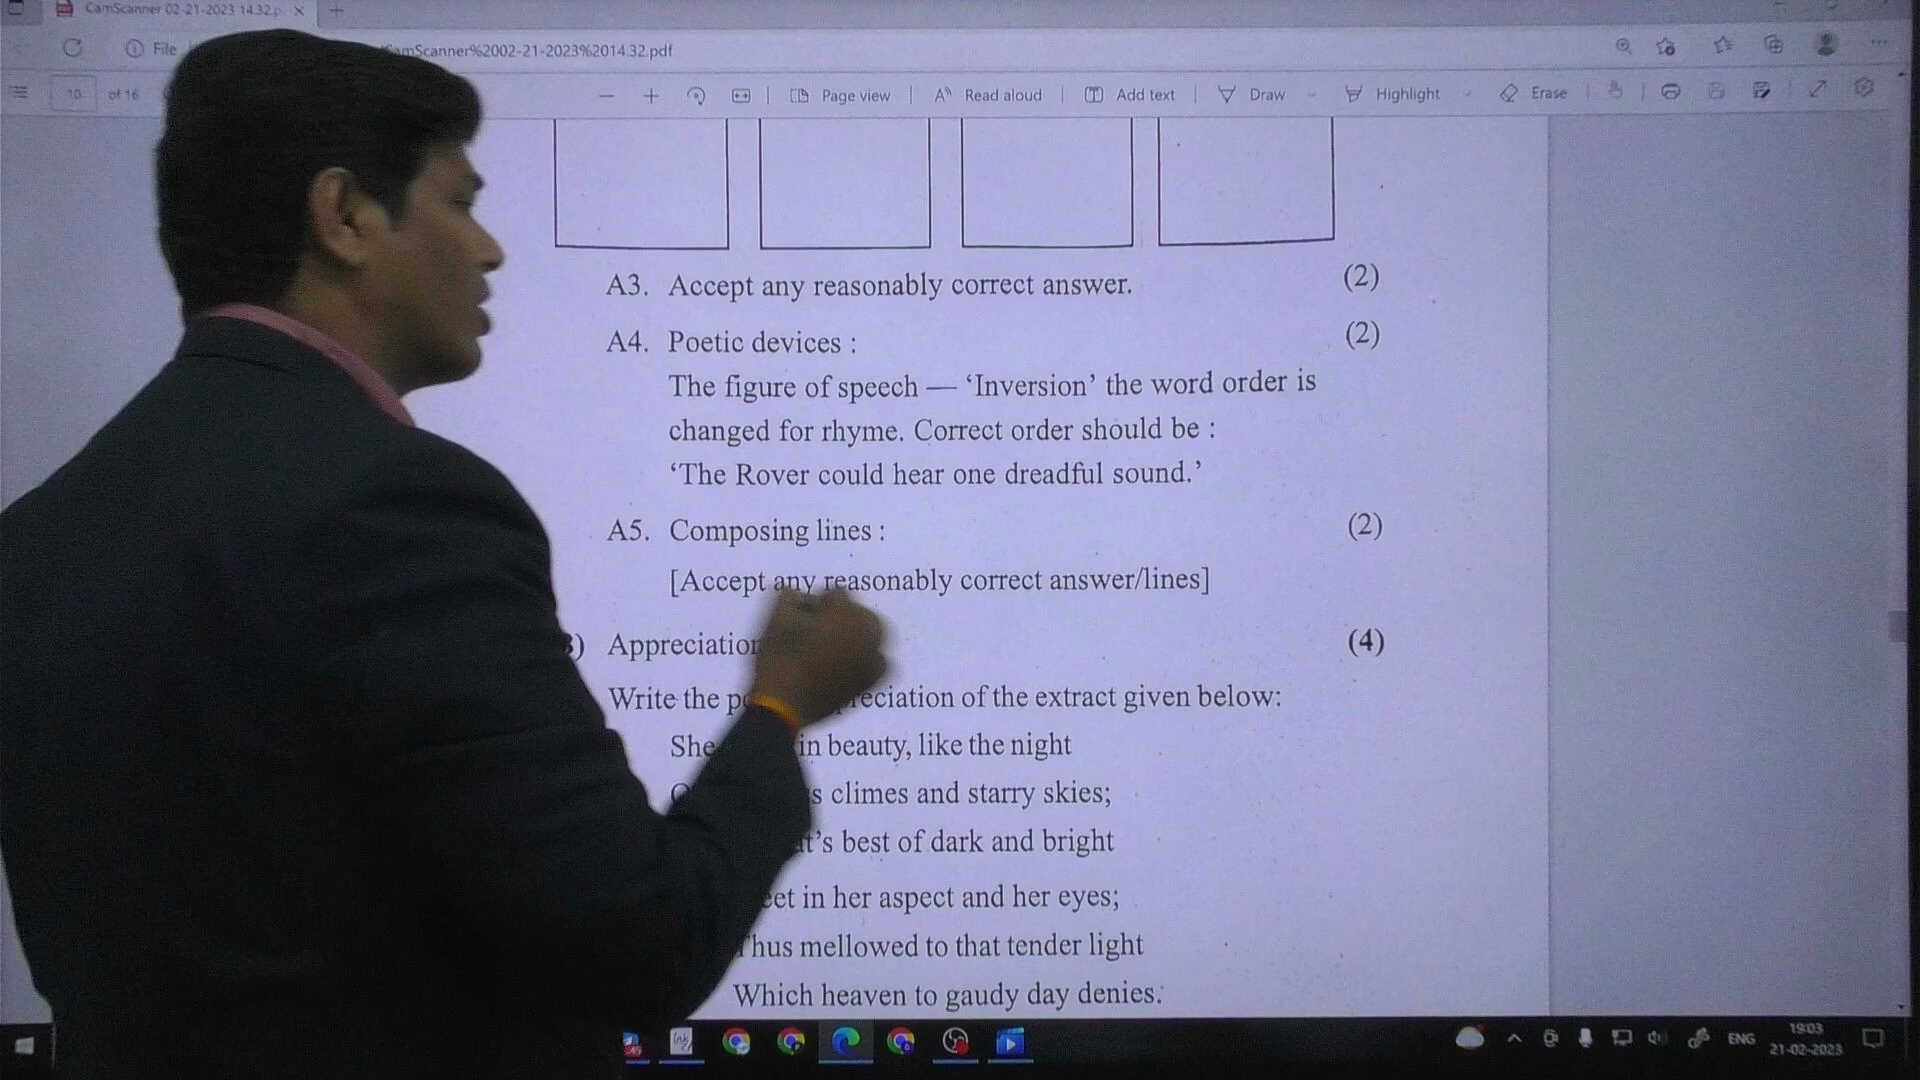 CamScanner 02-21-2023 14.32.p
File
CamScanner%2002-21-2023%2014.32.pdf
10 of 16
Page view
Read aloud
Add text
Draw
Highlight
Erase
A3. Accept any reasonably correct answer. (2)
A4. Poetic devices : (2)
The figure of speech — ‘Inversion’ the word order is
changed for rhyme. Correct order should be :
‘The Rover could hear one dreadful sound.’
A5. Composing lines : (2)
[Accept any reasonably correct answer/lines]
) Appreciation (4)
Write the of the extract given below:
She in beauty, like the night
climes and starry skies;
best of dark and bright
in her aspect and her eyes;
Thus mellowed to that tender light
Which heaven to gaudy day denies.
ENG
19:03
21-02-2023